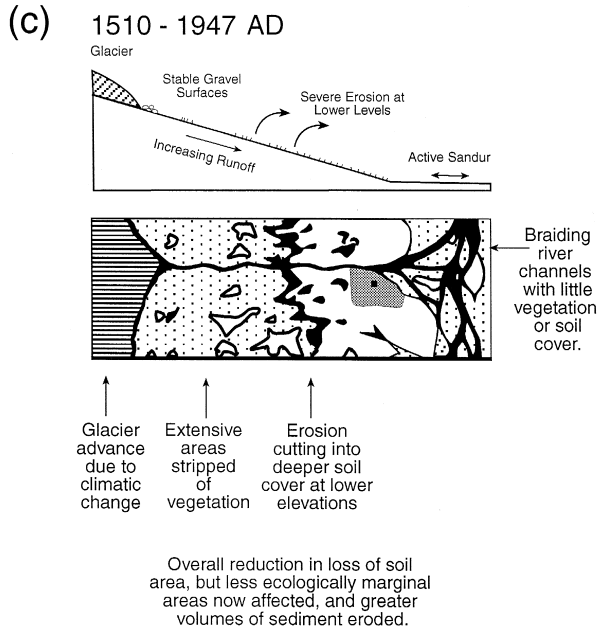 (c)
1510 - 1947 AD
Glacier
Stable Gravel
Surfaces
Severe Erosion at
Lower Levels
Increasing Runoff
Active Sandur
Braiding
river
channels
with little
vegetation
or soil
cover.
Glacier
advance
due to
climatic
change
Extensive
areas
stripped
of
vegetation
Erosion
cutting into
deeper soil
cover at lower
elevations
Overall reduction in loss of soil
area, but less ecologically marginal
areas now affected, and greater
volumes of sediment eroded.